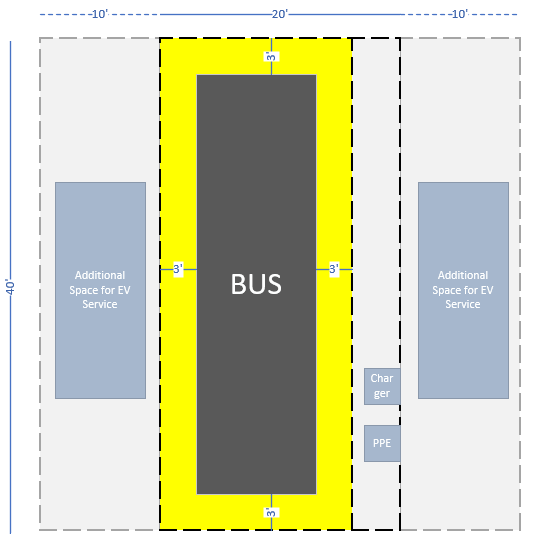 10'
20'
10'
3'
40'
Additional
Space for EV
Service
3'
BUS
3'
Additional
Space for EV
Service
Char
ger
PPE
3'